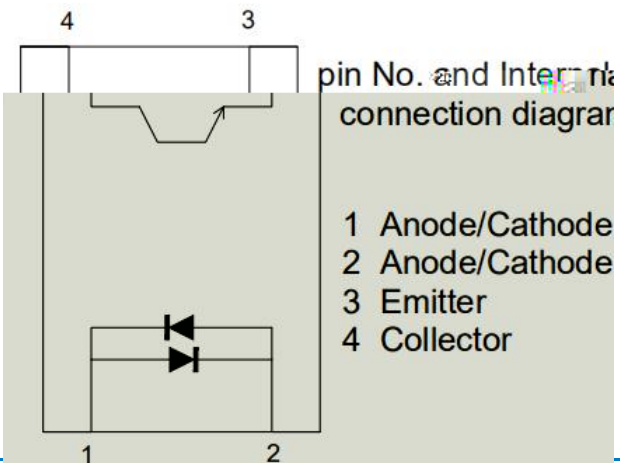 4 3
pin No. and
connection
1 Anode/Cathode
2 Anode/Cathode
3 Emitter
4 Collector
1 2